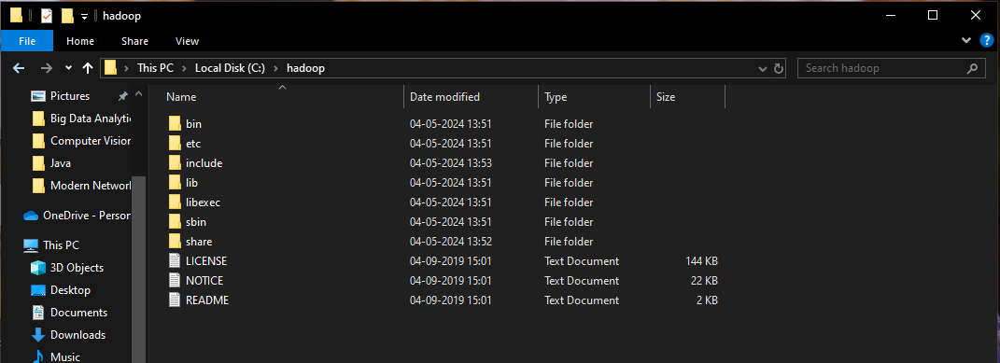 hadoop
File Home Share View
This PC Local Disk (C:) hadoop Search hadoop
Name Date modified Type Size
Pictures
Big Data Analyti
Computer Vision
Java
Modern Networ
OneDrive - Person
This PC
3D Objects
Desktop
Documents
Downloads
Music
bin 04-05-2024 13:51 File folder
etc 04-05-2024 13:51 File folder
include 04-05-2024 13:53 File folder
lib 04-05-2024 13:51 File folder
libexec 04-05-2024 13:51 File folder
sbin 04-05-2024 13:51 File folder
share 04-05-2024 13:52 File folder
LICENSE 04-09-2019 15:01 Text Document 144 KB
NOTICE 04-09-2019 15:01 Text Document 22 KB
README 04-09-2019 15:01 Text Document 2 KB